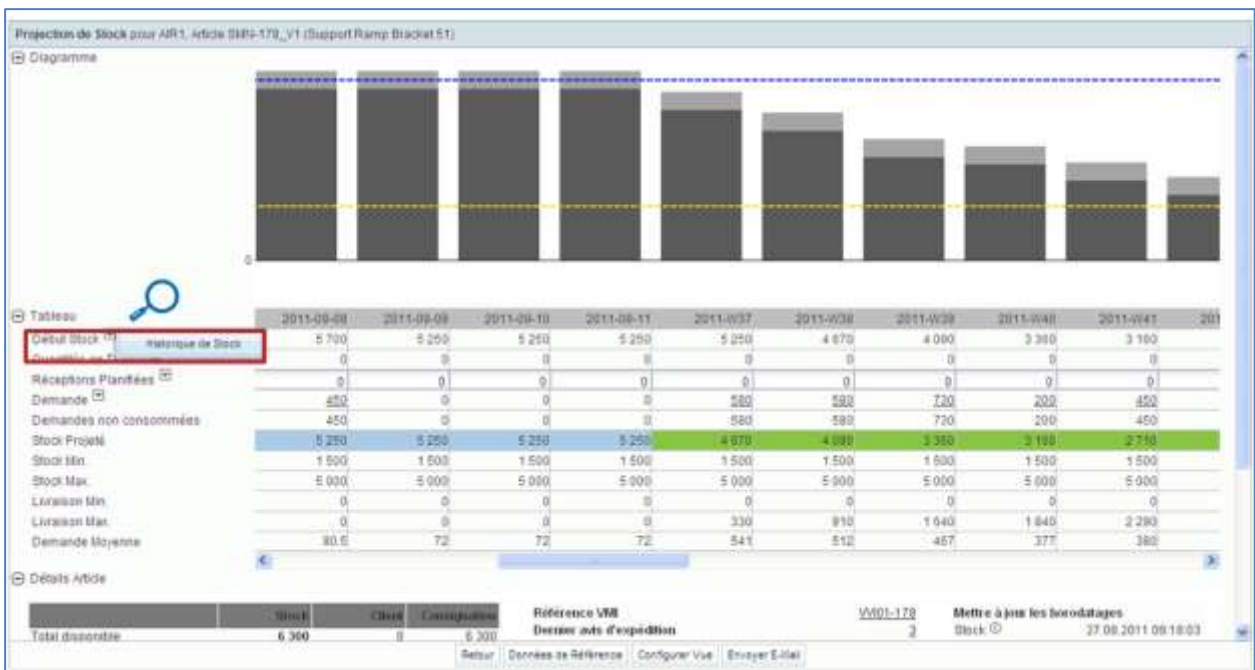 Projection de Stock pour AIR1, Article SMN-178_V1 (Support Ramp Bracket 51)
Diagramme
0
Tableau 2011-09-08 2011-09-09 2011-09-10 2011-09-11 2011-W37 2011-W38 2011-W39 2011-W40 2011-W41 201
Début Stock Historique de Stock 5 700 5 250 5 250 5 250 5 250 4 670 4 090 3 360 3 160
0 0 0 0 0 0 0 0 0
Réceptions Planifiées 0 0 0 0 0 0 0 0 0
Demande 450 0 0 0 580 580 730 200 450
Demandes non consommées 450 0 0 0 580 580 730 200 450
Stock Projeté 5 250 5 250 5 250 5 250 4 670 4 090 3 360 3 160 2 710
Stock Min. 1 500 1 500 1 500 1 500 1 500 1 500 1 500 1 500 1 500
Stock Max. 5 000 5 000 5 000 5 000 5 000 5 000 5 000 5 000 5 000
Livraison Min. 0 0 0 0 0 0 0 0 0
Livraison Max. 0 0 0 0 330 910 1 640 1 840 2 290
Demande Moyenne 80.5 72 72 72 541 512 467 377 380
Détails Article
Stock Client Consignation Référence VMI VMI01-178 Mettre à jour les horodatages
Total disponible 6 300 0 6 300 Dernier avis d'expédition 3 Stock 27.08.2011 09:18:03
Retour Données de Référence Configurer Vue Envoyer E-Mail